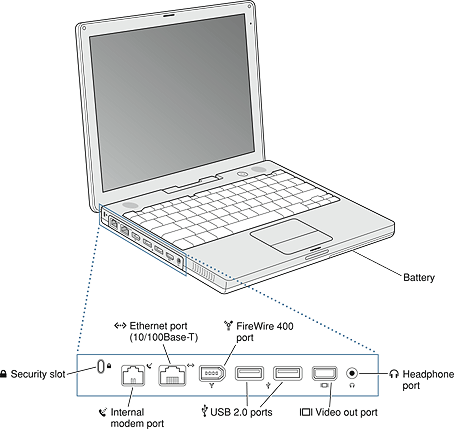 Battery
Ethernet port
(10/100Base-T)
FireWire 400
port
Security slot
Headphone
port
Internal
modem port
USB 2.0 ports
Video out port